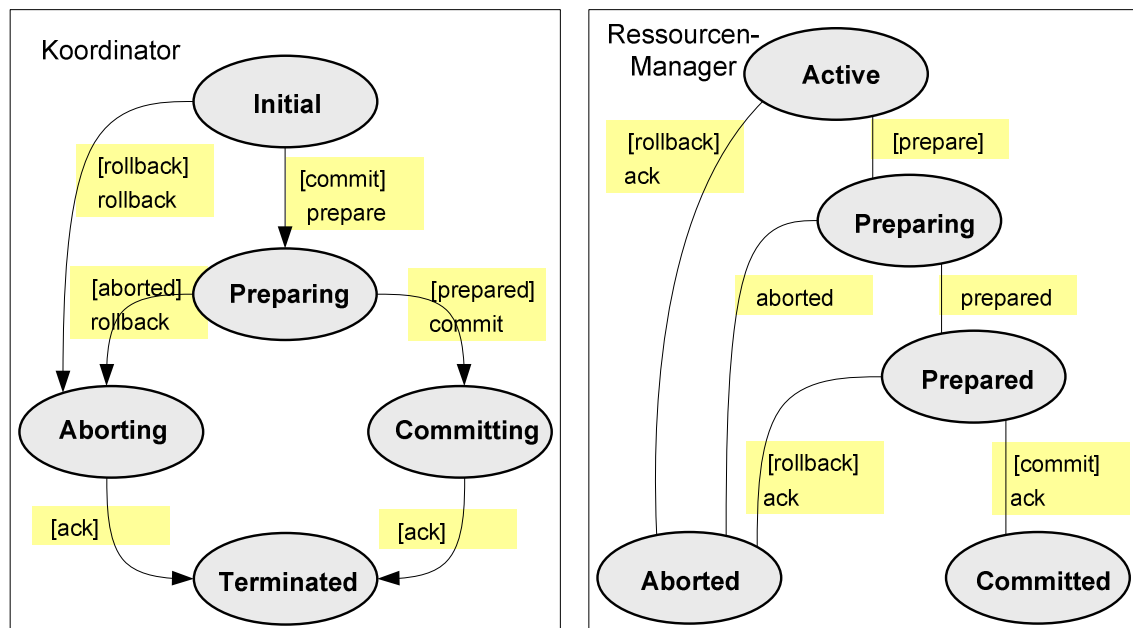 Koordinator
Initial
[rollback]
rollback
[commit]
prepare
Preparing
[aborted]
rollback
[prepared]
commit
Aborting
Committing
[ack]
[ack]
Terminated
Ressourcen-
Manager
Active
[rollback]
ack
[prepare]
Preparing
aborted
prepared
Prepared
[rollback]
ack
[commit]
ack
Aborted
Committed